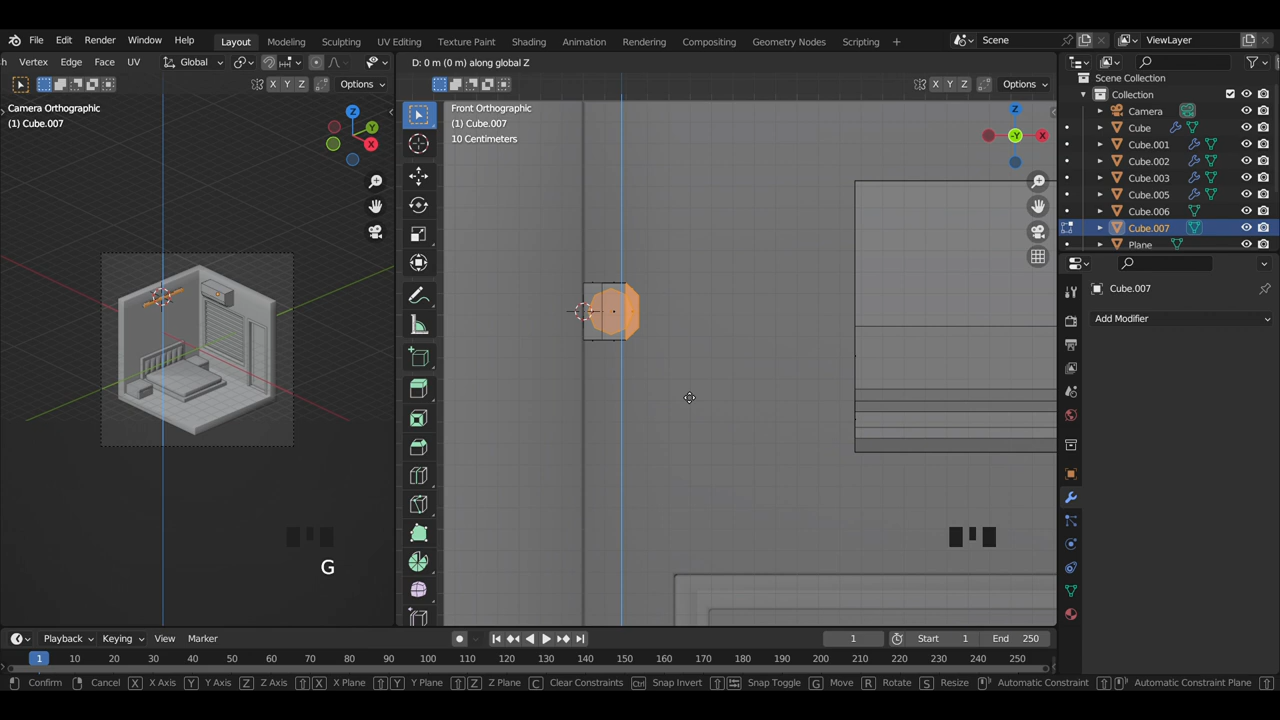 File Edit Render Window Help Layout Modeling Sculpting UV Editing Texture Paint Shading Animation Rendering Compositing Geometry Nodes Scripting + Scene ViewLayer
h Vertex Edge Face UV Global X Y Z D: 0 m (0 m) along global Z
Options X Y Z Options
Camera Orthographic
(1) Cube.007
Front Orthographic
(1) Cube.007
10 Centimeters
Z
Y
X
Z
-Y
X
G
Scene Collection
Collection
Camera
Cube
Cube.001
Cube.002
Cube.003
Cube.005
Cube.006
Cube.007
Plane
Cube.007
Add Modifier
Playback Keying View Marker 1 Start 1 End 250
1 10 20 30 40 50 60 70 80 90 100 110 120 130 140 150 160 170 180 190 200 210 220 230 240 250
Confirm Cancel X X Axis Y Y Axis Z Z Axis X X Plane Y Y Plane Z Z Plane C Clear Constraints Ctrl Snap Invert Snap Toggle G Move R Rotate S Resize Automatic Constraint Automatic Constraint Plane